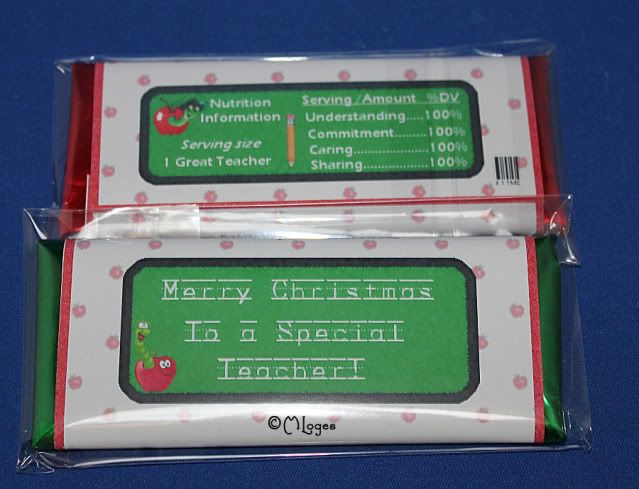 Nutrition
Information
Serving size
1 Great Teacher
Serving/Amount %DV
Understanding....100%
Commitment........100%
Caring....................100%
Sharing.................100%
Merry Christmas
To a Special
Teacher!
©MLoges